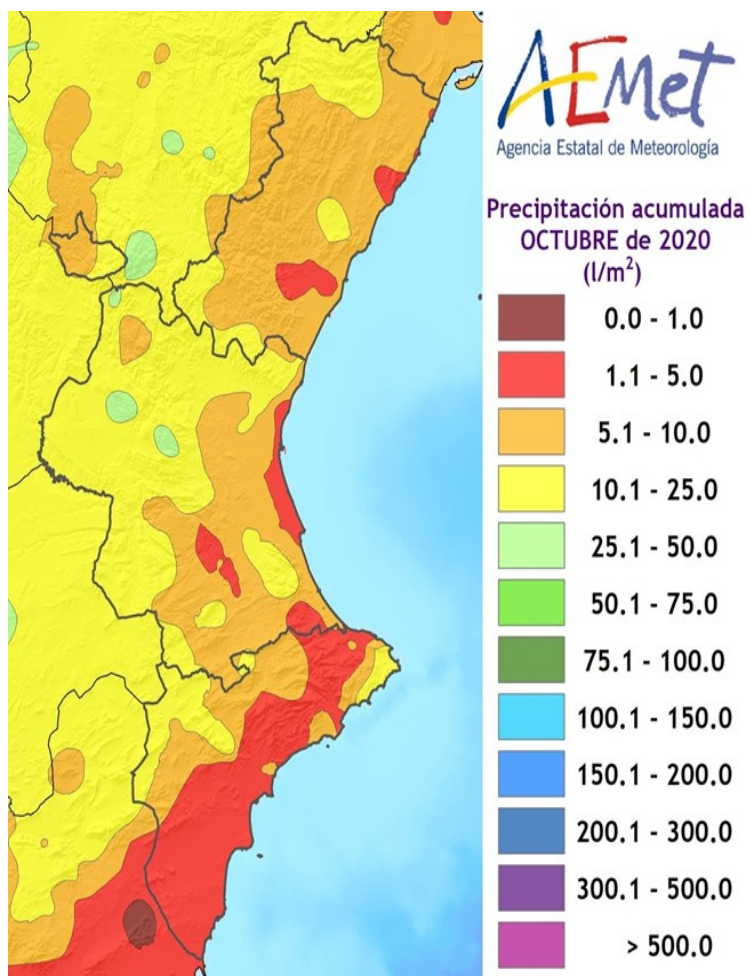 AEMet
Agencia Estatal de Meteorología
Precipitación acumulada
OCTUBRE de 2020
(l/m²)
0.0 - 1.0
1.1 - 5.0
5.1 - 10.0
10.1 - 25.0
25.1 - 50.0
50.1 - 75.0
75.1 - 100.0
100.1 - 150.0
150.1 - 200.0
200.1 - 300.0
300.1 - 500.0
> 500.0